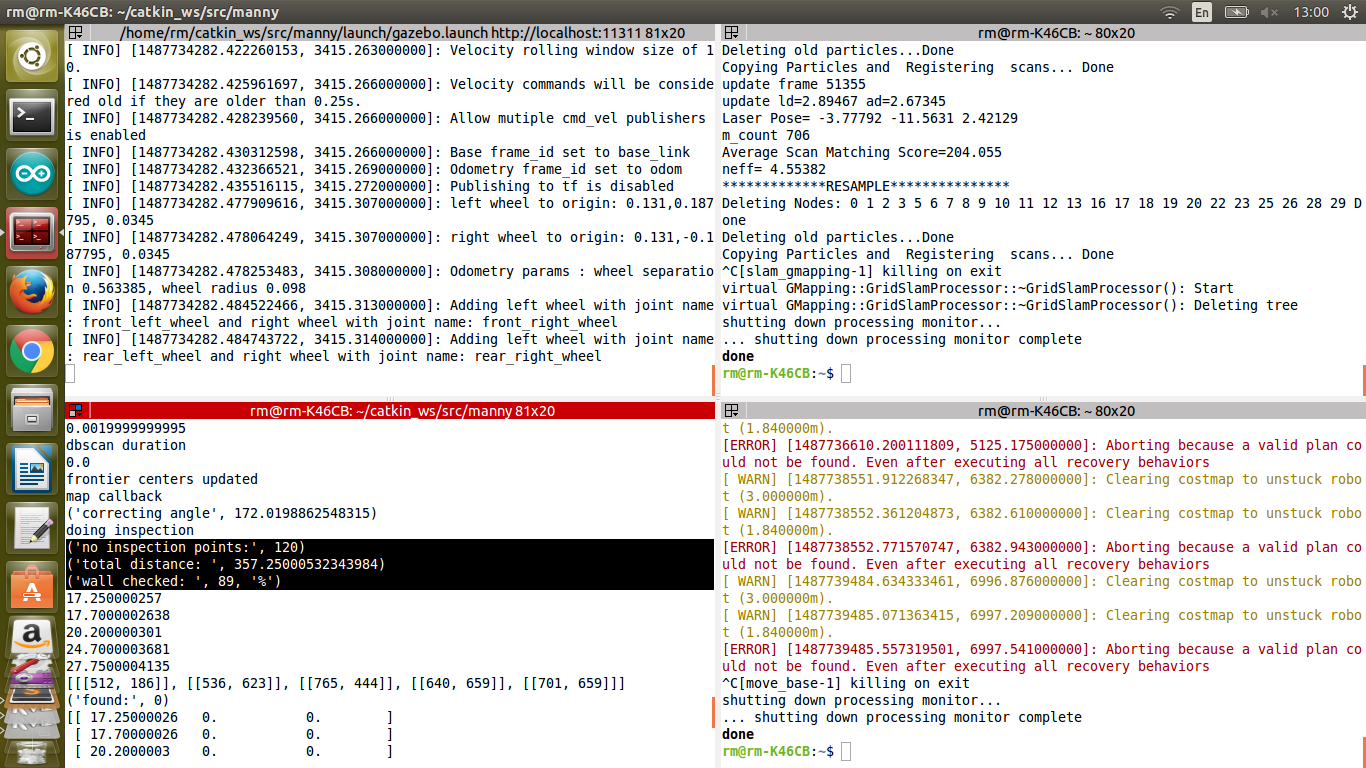 rm@rm-K46CB: ~/catkin_ws/src/manny
En
13:00
/home/rm/catkin_ws/src/manny/launch/gazebo.launch http://localhost:11311 81x20
[ INFO] [1487734282.422260153, 3415.263000000]: Velocity rolling window size of 1
0.
[ INFO] [1487734282.425961697, 3415.266000000]: Velocity commands will be conside
red old if they are older than 0.25s.
[ INFO] [1487734282.428239560, 3415.266000000]: Allow mutiple cmd_vel publishers
is enabled
[ INFO] [1487734282.430312598, 3415.266000000]: Base frame_id set to base_link
[ INFO] [1487734282.432366521, 3415.269000000]: Odometry frame_id set to odom
[ INFO] [1487734282.435516115, 3415.272000000]: Publishing to tf is disabled
[ INFO] [1487734282.477909616, 3415.307000000]: left wheel to origin: 0.131,0.187
795, 0.0345
[ INFO] [1487734282.478064249, 3415.307000000]: right wheel to origin: 0.131,-0.1
87795, 0.0345
[ INFO] [1487734282.478253483, 3415.308000000]: Odometry params : wheel separatio
n 0.563385, wheel radius 0.098
[ INFO] [1487734282.484522466, 3415.313000000]: Adding left wheel with joint name
: front_left_wheel and right wheel with joint name: front_right_wheel
[ INFO] [1487734282.484743722, 3415.314000000]: Adding left wheel with joint name
: rear_left_wheel and right wheel with joint name: rear_right_wheel
rm@rm-K46CB: ~ 80x20
Deleting old particles...Done
Copying Particles and  Registering  scans... Done
update frame 51355
update ld=2.89467 ad=2.67345
Laser Pose= -3.77792 -11.5631 2.42129
m_count 706
Average Scan Matching Score=204.055
neff= 4.55382
*************RESAMPLE***************
Deleting Nodes: 0 1 2 3 5 6 7 8 9 10 11 12 13 16 17 18 19 20 22 23 25 26 28 29 D
one
Deleting old particles...Done
Copying Particles and  Registering  scans... Done
^C[slam_gmapping-1] killing on exit
virtual GMapping::GridSlamProcessor::~GridSlamProcessor(): Start
virtual GMapping::GridSlamProcessor::~GridSlamProcessor(): Deleting tree
shutting down processing monitor...
... shutting down processing monitor complete
done
rm@rm-K46CB:~$
rm@rm-K46CB: ~/catkin_ws/src/manny 81x20
0.0019999999995
dbscan duration
0.0
frontier centers updated
map callback
('correcting angle', 172.0198862548315)
doing inspection
('no inspection points:', 120)
('total distance: ', 357.25000532343984)
('wall checked: ', 89, '%')
17.250000257
17.7000002638
20.200000301
24.7000003681
27.7500004135
[[[512, 186]], [[536, 623]], [[765, 444]], [[640, 659]], [[701, 659]]]
('found:', 0)
[[ 17.25000026   0.           0.        ]
 [ 17.70000026   0.           0.        ]
 [ 20.2000003    0.           0.        ]
rm@rm-K46CB: ~ 80x20
t (1.840000m).
[ERROR] [1487736610.200111809, 5125.175000000]: Aborting because a valid plan co
uld not be found. Even after executing all recovery behaviors
[ WARN] [1487738551.912268347, 6382.278000000]: Clearing costmap to unstuck robo
t (3.000000m).
[ WARN] [1487738552.361204873, 6382.610000000]: Clearing costmap to unstuck robo
t (1.840000m).
[ERROR] [1487738552.771570747, 6382.943000000]: Aborting because a valid plan co
uld not be found. Even after executing all recovery behaviors
[ WARN] [1487739484.634333461, 6996.876000000]: Clearing costmap to unstuck robo
t (3.000000m).
[ WARN] [1487739485.071363415, 6997.209000000]: Clearing costmap to unstuck robo
t (1.840000m).
[ERROR] [1487739485.557319501, 6997.541000000]: Aborting because a valid plan co
uld not be found. Even after executing all recovery behaviors
^C[move_base-1] killing on exit
shutting down processing monitor...
... shutting down processing monitor complete
done
rm@rm-K46CB:~$